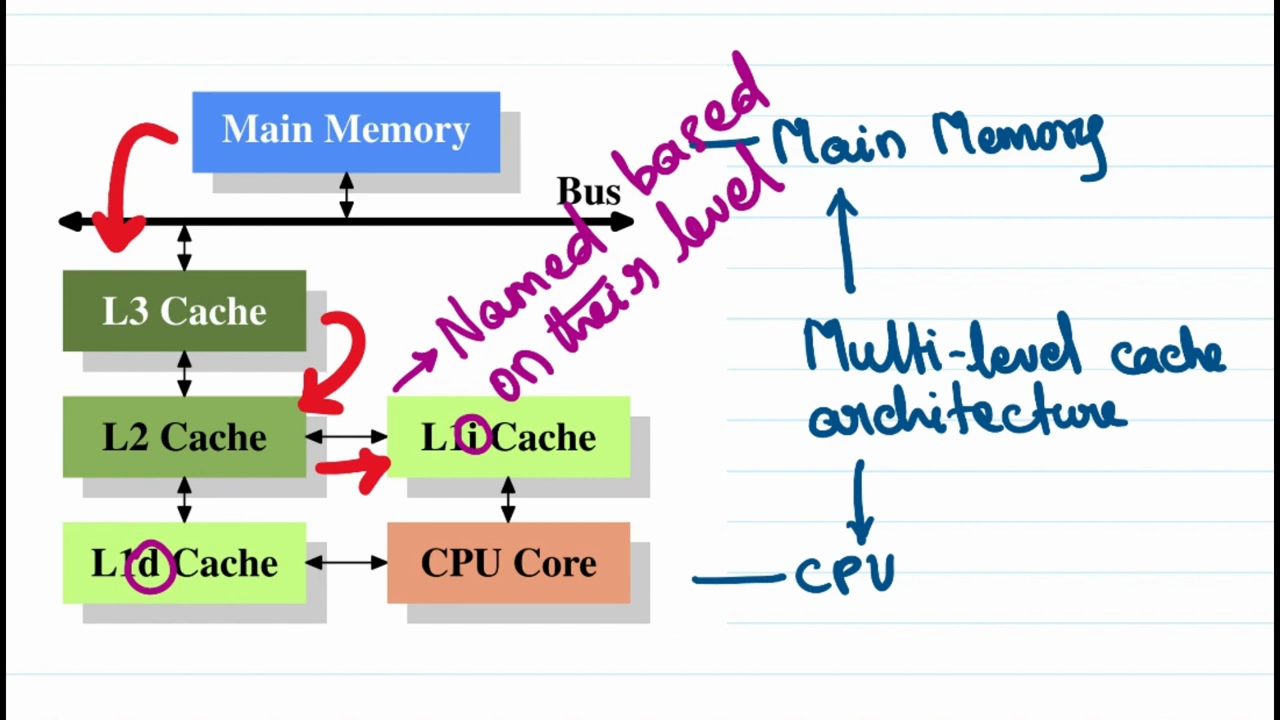 Main Memory
Bus
L3 Cache
L2 Cache
L1i Cache
L1d Cache
CPU Core
→ Named based
on their level
Main Memory
Multi-level cache
architecture
CPU